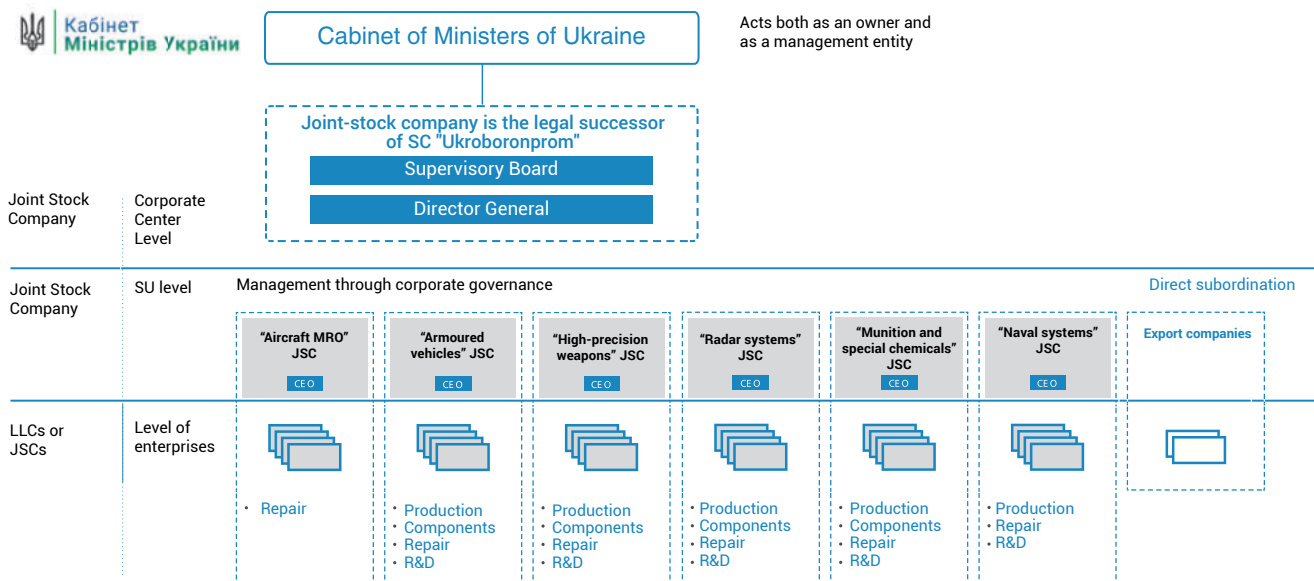 Кабінет
Міністрів України
Cabinet of Ministers of Ukraine
Acts both as an owner and
as a management entity
Joint-stock company is the legal successor
of SC "Ukroboronprom"
Supervisory Board
Director General
Joint Stock
Company
Corporate
Center
Level
Joint Stock
Company
SU level
Management through corporate governance
Direct subordination
“Aircraft MRO”
JSC
CEO
“Armoured
vehicles” JSC
CEO
“High-precision
weapons” JSC
CEO
“Radar systems”
JSC
CEO
“Munition and
special chemicals”
JSC
CEO
“Naval systems”
JSC
CEO
Export companies
LLCs or
JSCs
Level of
enterprises
• Repair
• Production
• Components
• Repair
• R&D
• Production
• Components
• Repair
• R&D
• Production
• Components
• Repair
• R&D
• Production
• Components
• Repair
• R&D
• Production
• Repair
• R&D